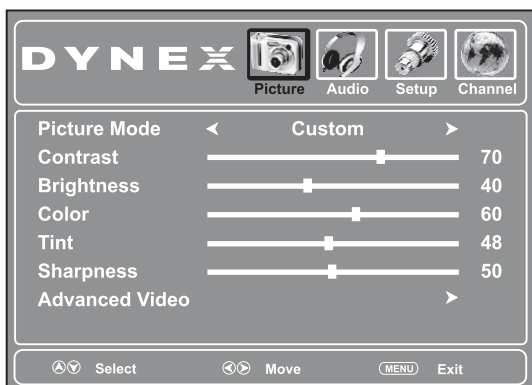 DYNEX
Picture Audio Setup Channel
Picture Mode Custom
Contrast 70
Brightness 40
Color 60
Tint 48
Sharpness 50
Advanced Video
Select Move MENU Exit